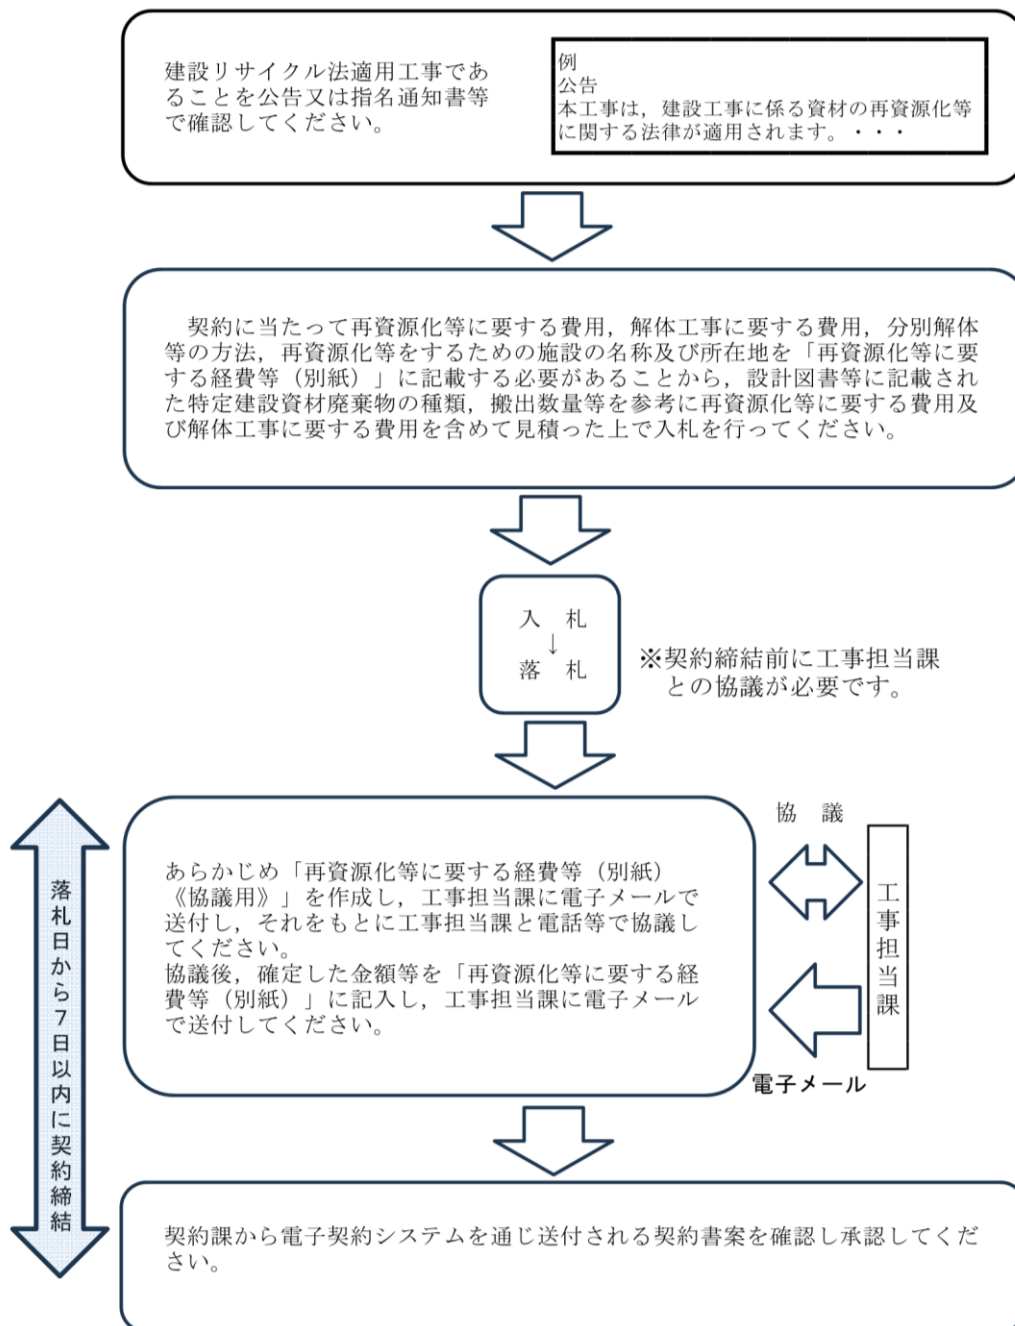 建設リサイクル法適用工事であ
ることを公告又は指名通知書等
で確認してください。
例
公告
本工事は，建設工事に係る資材の再資源化等
に関する法律が適用されます。・・・
契約に当たって再資源化等に要する費用，解体工事に要する費用，分別解体
等の方法，再資源化等をするための施設の名称及び所在地を「再資源化等に要
する経費等（別紙）」に記載する必要があることから，設計図書等に記載され
た特定建設資材廃棄物の種類，搬出数量等を参考に再資源化等に要する費用及
び解体工事に要する費用を含めて見積った上で入札を行ってください。
入　札
↓
落　札
※契約締結前に工事担当課
との協議が必要です。
落札日から７日以内に契約締結
あらかじめ「再資源化等に要する経費等（別紙）
《協議用》」を作成し，工事担当課に電子メールで
送付し，それをもとに工事担当課と電話等で協議し
てください。
協議後，確定した金額等を「再資源化等に要する経
費等（別紙）」に記入し，工事担当課に電子メール
で送付してください。
協　議
工事担当課
電子メール
契約課から電子契約システムを通じ送付される契約書案を確認し承認してくだ
さい。